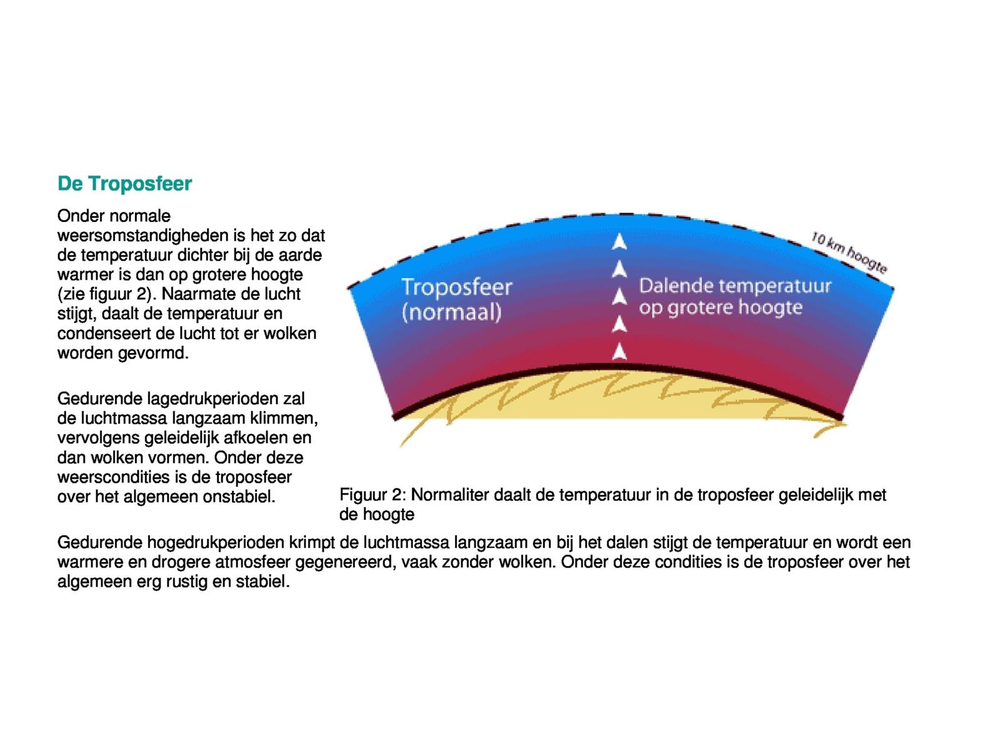 De Troposfeer
Onder normale
weersomstandigheden is het zo dat
de temperatuur dichter bij de aarde
warmer is dan op grotere hoogte
(zie figuur 2). Naarmate de lucht
stijgt, daalt de temperatuur en
condenseert de lucht tot er wolken
worden gevormd.
Gedurende lagedrukperioden zal
de luchtmassa langzaam klimmen,
vervolgens geleidelijk afkoelen en
dan wolken vormen. Onder deze
weerscondities is de troposfeer
over het algemeen onstabiel.
10 km hoogte
Troposfeer
(normaal)
Dalende temperatuur
op grotere hoogte
Figuur 2: Normaliter daalt de temperatuur in de troposfeer geleidelijk met
de hoogte
Gedurende hogedrukperioden krimpt de luchtmassa langzaam en bij het dalen stijgt de temperatuur en wordt een
warmere en drogere atmosfeer gegenereerd, vaak zonder wolken. Onder deze condities is de troposfeer over het
algemeen erg rustig en stabiel.